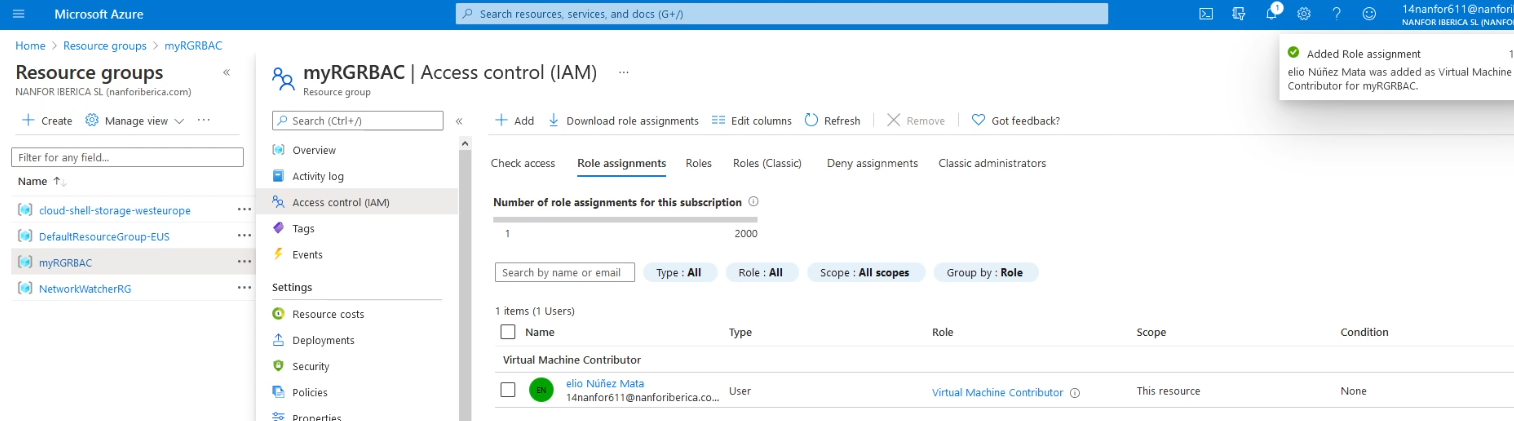 Microsoft Azure
Search resources, services, and docs (G+/)
1
14nanfor611@nanforiberica
NANFOR IBERICA SL (NANFOR
Home > Resource groups > myRGRBAC
Added Role assignment
elio Núñez Mata was added as Virtual Machine
Contributor for myRGRBAC.
Resource groups «
NANFOR IBERICA SL (nanforiberica.com)
+ Create Manage view ···
Filter for any field...
Name ↑↓
cloud-shell-storage-westeurope ···
DefaultResourceGroup-EUS ···
myRGRBAC ···
NetworkWatcherRG ···
myRGRBAC | Access control (IAM) ···
Resource group
Search (Ctrl+/) «
Overview
Activity log
Access control (IAM)
Tags
Events
Settings
Resource costs
Deployments
Security
Policies
Properties
+ Add Download role assignments Edit columns Refresh Remove Got feedback?
Check access Role assignments Roles Roles (Classic) Deny assignments Classic administrators
Number of role assignments for this subscription
1 2000
Search by name or email Type : All Role : All Scope : All scopes Group by : Role
1 items (1 Users)
Name Type Role Scope Condition
Virtual Machine Contributor
EN elio Núñez Mata User Virtual Machine Contributor This resource None
14nanfor611@nanforiberica.co...